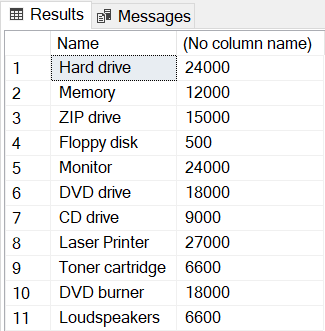 Results Messages
Name (No column name)
1 Hard drive 24000
2 Memory 12000
3 ZIP drive 15000
4 Floppy disk 500
5 Monitor 24000
6 DVD drive 18000
7 CD drive 9000
8 Laser Printer 27000
9 Toner cartridge 6600
10 DVD burner 18000
11 Loudspeakers 6600